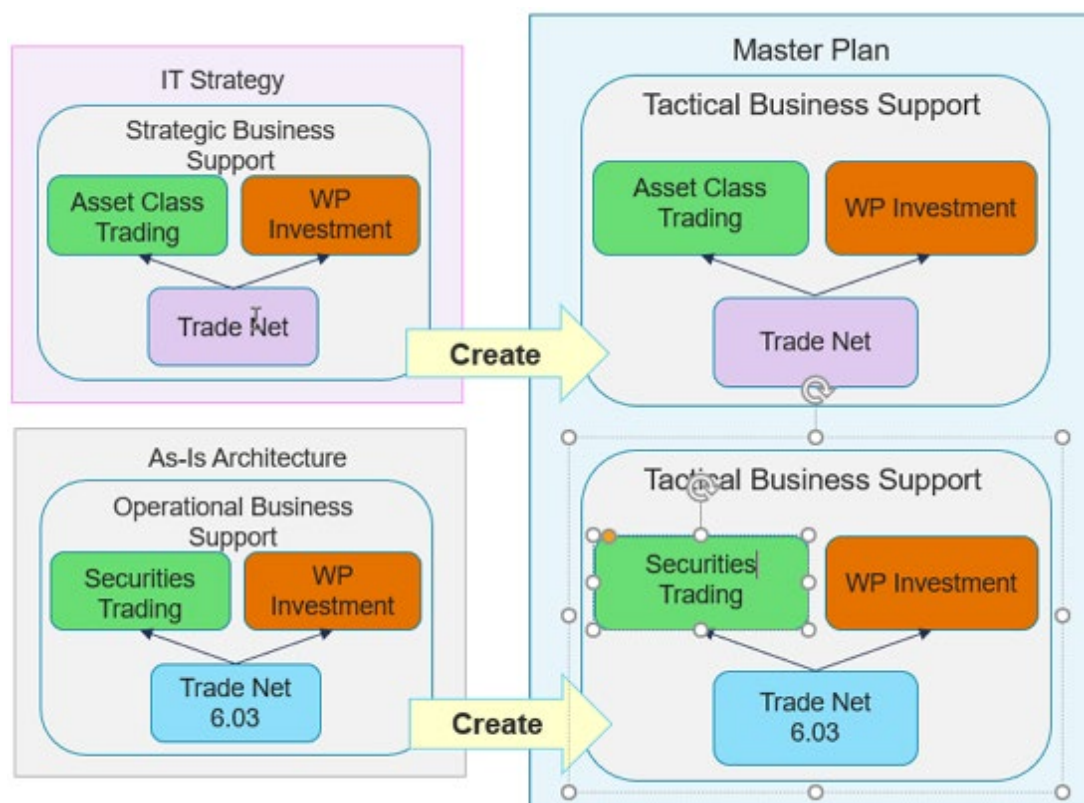 IT Strategy
Strategic Business
Support
Asset Class
Trading
WP
Investment
Trade Net
Create
Master Plan
Tactical Business Support
Asset Class
Trading
WP Investment
Trade Net
As-Is Architecture
Operational Business
Support
Securities
Trading
WP
Investment
Trade Net
6.03
Create
Tactical Business Support
Securities
Trading
WP Investment
Trade Net
6.03